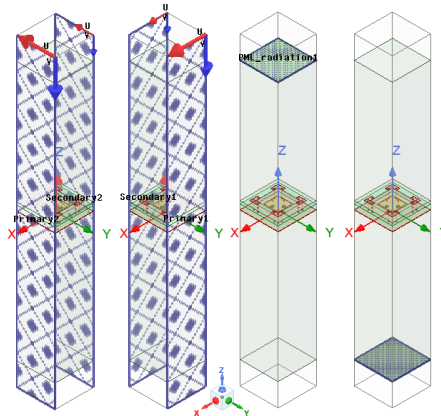 U
V
U
V
U
V
U
V
PML_radiation1
Z
Z
Z
Secondary2
Secondary1
Primary2
Primary1
X
Y
X
Y
X
Y
X
Z
X
Y